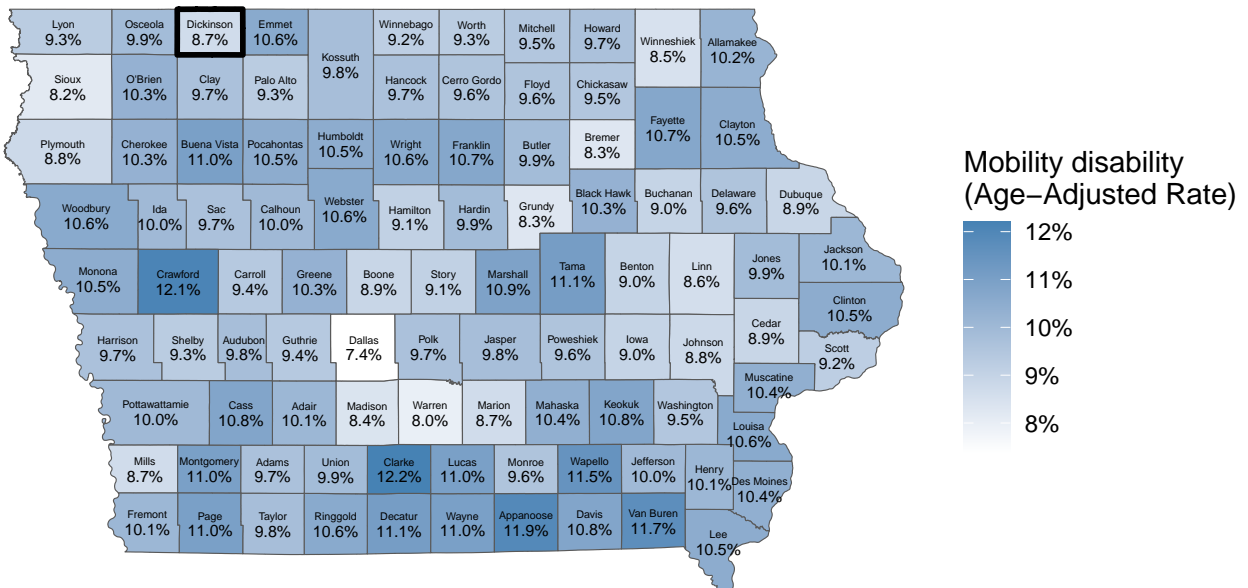 Lyon
9.3%
Osceola
9.9%
Dickinson
8.7%
Emmet
10.6%
Kossuth
9.8%
Winnebago
9.2%
Worth
9.3%
Mitchell
9.5%
Howard
9.7%
Winneshiek
8.5%
Allamakee
10.2%
Sioux
8.2%
O'Brien
10.3%
Clay
9.7%
Palo Alto
9.3%
Hancock
9.7%
Cerro Gordo
9.6%
Floyd
9.6%
Chickasaw
9.5%
Fayette
10.7%
Clayton
10.5%
Plymouth
8.8%
Cherokee
10.3%
Buena Vista
11.0%
Pocahontas
10.5%
Humboldt
10.5%
Wright
10.6%
Franklin
10.7%
Butler
9.9%
Bremer
8.3%
Woodbury
10.6%
Ida
10.0%
Sac
9.7%
Calhoun
10.0%
Webster
10.6%
Hamilton
9.1%
Hardin
9.9%
Grundy
8.3%
Black Hawk
10.3%
Buchanan
9.0%
Delaware
9.6%
Dubuque
8.9%
Monona
10.5%
Crawford
12.1%
Carroll
9.4%
Greene
10.3%
Boone
8.9%
Story
9.1%
Marshall
10.9%
Tama
11.1%
Benton
9.0%
Linn
8.6%
Jones
9.9%
Jackson
10.1%
Clinton
10.5%
Harrison
9.7%
Shelby
9.3%
Audubon
9.8%
Guthrie
9.4%
Dallas
7.4%
Polk
9.7%
Jasper
9.8%
Poweshiek
9.6%
Iowa
9.0%
Johnson
8.8%
Cedar
8.9%
Scott
9.2%
Muscatine
10.4%
Pottawattamie
10.0%
Cass
10.8%
Adair
10.1%
Madison
8.4%
Warren
8.0%
Marion
8.7%
Mahaska
10.4%
Keokuk
10.8%
Washington
9.5%
Louisa
10.6%
Mills
8.7%
Montgomery
11.0%
Adams
9.7%
Union
9.9%
Clarke
12.2%
Lucas
11.0%
Monroe
9.6%
Wapello
11.5%
Jefferson
10.0%
Henry
10.1%
Des Moines
10.4%
Fremont
10.1%
Page
11.0%
Taylor
9.8%
Ringgold
10.6%
Decatur
11.1%
Wayne
11.0%
Appanoose
11.9%
Davis
10.8%
Van Buren
11.7%
Lee
10.5%
Mobility disability
(Age−Adjusted Rate)
12%
11%
10%
9%
8%